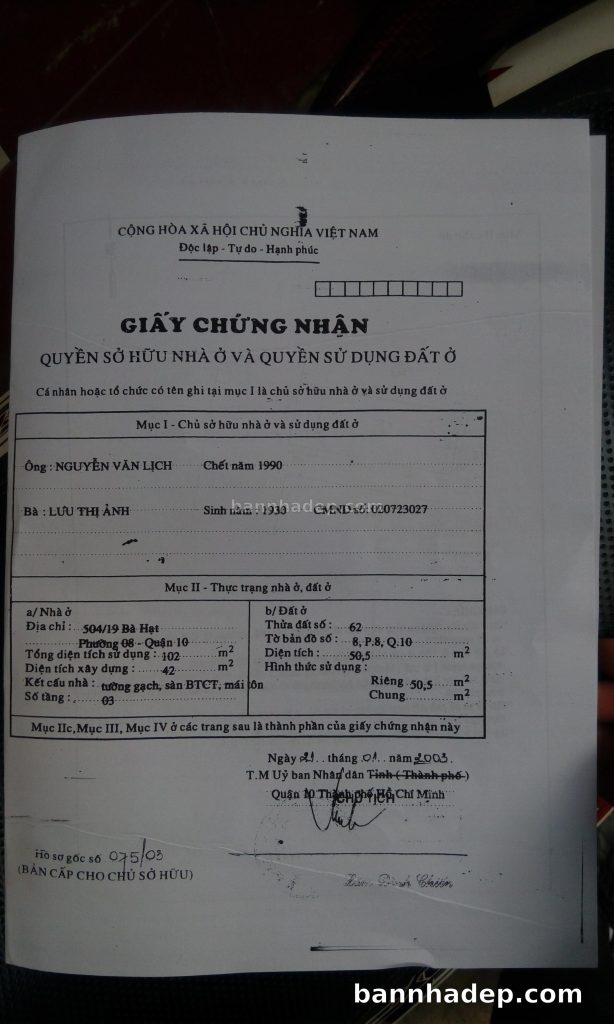 CỘNG HÒA XÃ HỘI CHỦ NGHĨA VIỆT NAM
Độc lập - Tự do - Hạnh phúc
GIẤY CHỨNG NHẬN
QUYỀN SỞ HỮU NHÀ Ở VÀ QUYỀN SỬ DỤNG ĐẤT Ở
Cá nhân hoặc tổ chức có tên ghi tại mục I là chủ sở hữu nhà ở và sử dụng đất ở
Mục I - Chủ sở hữu nhà ở và sử dụng đất ở
Ông : NGUYỄN VĂN LỊCH Chết năm 1990
Bà : LƯU THỊ ẢNH Sinh năm : 1930 CMND số: 020723027
bannhadep.com
Mục II - Thực trạng nhà ở, đất ở
a/ Nhà ở
Địa chỉ : 504/19 Bà Hạt
Phường 08 - Quận 10
Tổng diện tích sử dụng : 102 m2
Diện tích xây dựng : 42 m2
Kết cấu nhà : tường gạch, sàn BTCT, mái tôn
Số tầng : 03
b/ Đất ở
Thửa đất số : 62
Tờ bản đồ số : 8, P.8, Q.10
Diện tích : 50,5 m2
Hình thức sử dụng :
Riêng 50,5 m2
Chung m2
Mục IIc, Mục III, Mục IV ở các trang sau là thành phần của giấy chứng nhận này
Ngày 21 tháng 01 năm 2003
T.M Uỷ ban Nhân dân Tỉnh ( Thành phố )
Quận 10 Thành phố Hồ Chí Minh
CHỦ TỊCH
Hồ sơ gốc số 075/03
(BẢN CẤP CHO CHỦ SỞ HỮU)
bannhadep.com